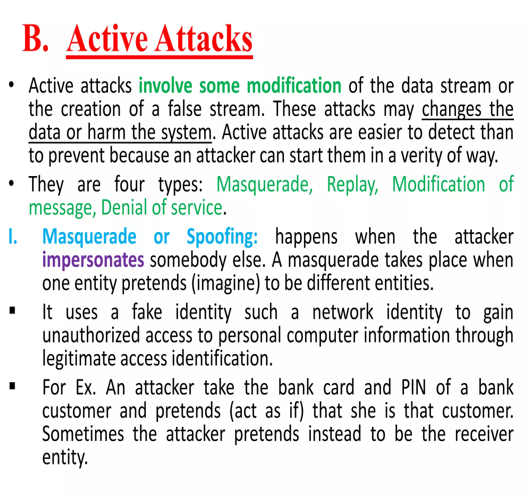 B. Active Attacks
• Active attacks involve some modification of the data stream or
the creation of a false stream. These attacks may changes the
data or harm the system. Active attacks are easier to detect than
to prevent because an attacker can start them in a verity of way.
• They are four types: Masquerade, Replay, Modification of
message, Denial of service.
I. Masquerade or Spoofing: happens when the attacker
impersonates somebody else. A masquerade takes place when
one entity pretends (imagine) to be different entities.
▪ It uses a fake identity such a network identity to gain
unauthorized access to personal computer information through
legitimate access identification.
▪ For Ex. An attacker take the bank card and PIN of a bank
customer and pretends (act as if) that she is that customer.
Sometimes the attacker pretends instead to be the receiver
entity.